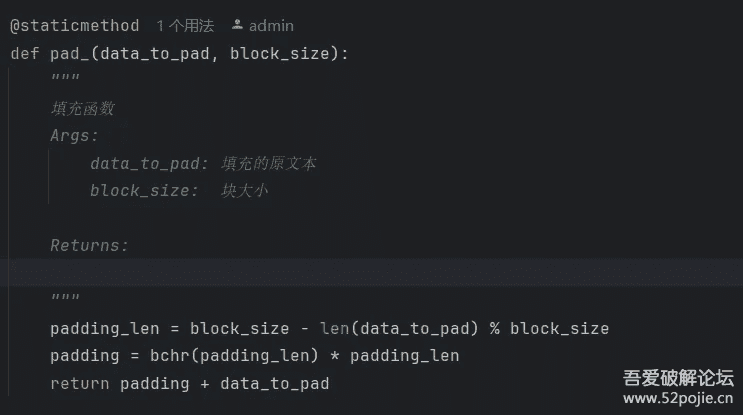 @staticmethod 1 个用法 admin
def pad_(data_to_pad, block_size):
"""
填充函数
Args:
data_to_pad: 填充的原文本
block_size: 块大小
Returns:
"""
padding_len = block_size - len(data_to_pad) % block_size
padding = bchr(padding_len) * padding_len
return padding + data_to_pad
吾爱破解论坛
www.52pojie.cn